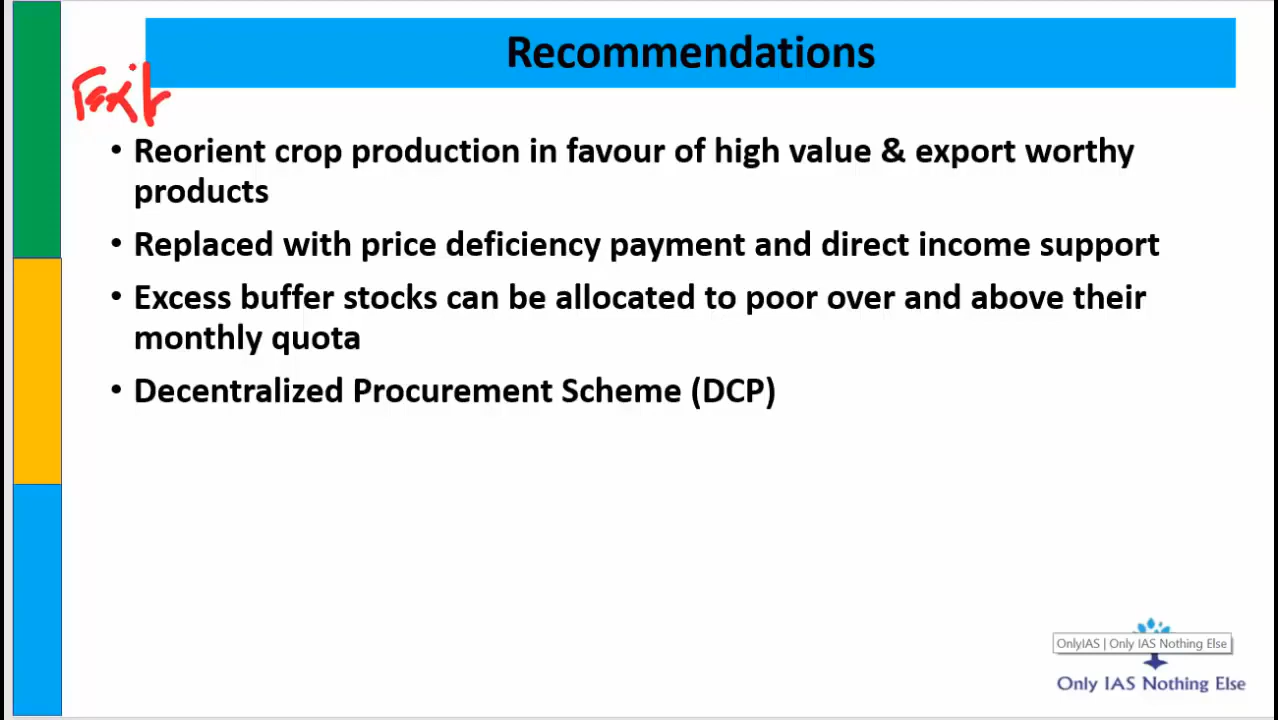 Recommendations
• Reorient crop production in favour of high value & export worthy
products
• Replaced with price deficiency payment and direct income support
• Excess buffer stocks can be allocated to poor over and above their
monthly quota
• Decentralized Procurement Scheme (DCP)
OnlyIAS | Only IAS Nothing Else
Only IAS Nothing Else